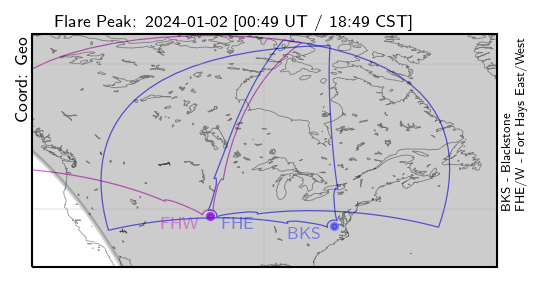 Flare Peak: 2024-01-02 [00:49 UT / 18:49 CST]
Coord: Geo
FHW
FHE
BKS
BKS - Blackstone
FHE/W - Fort Hays East/West